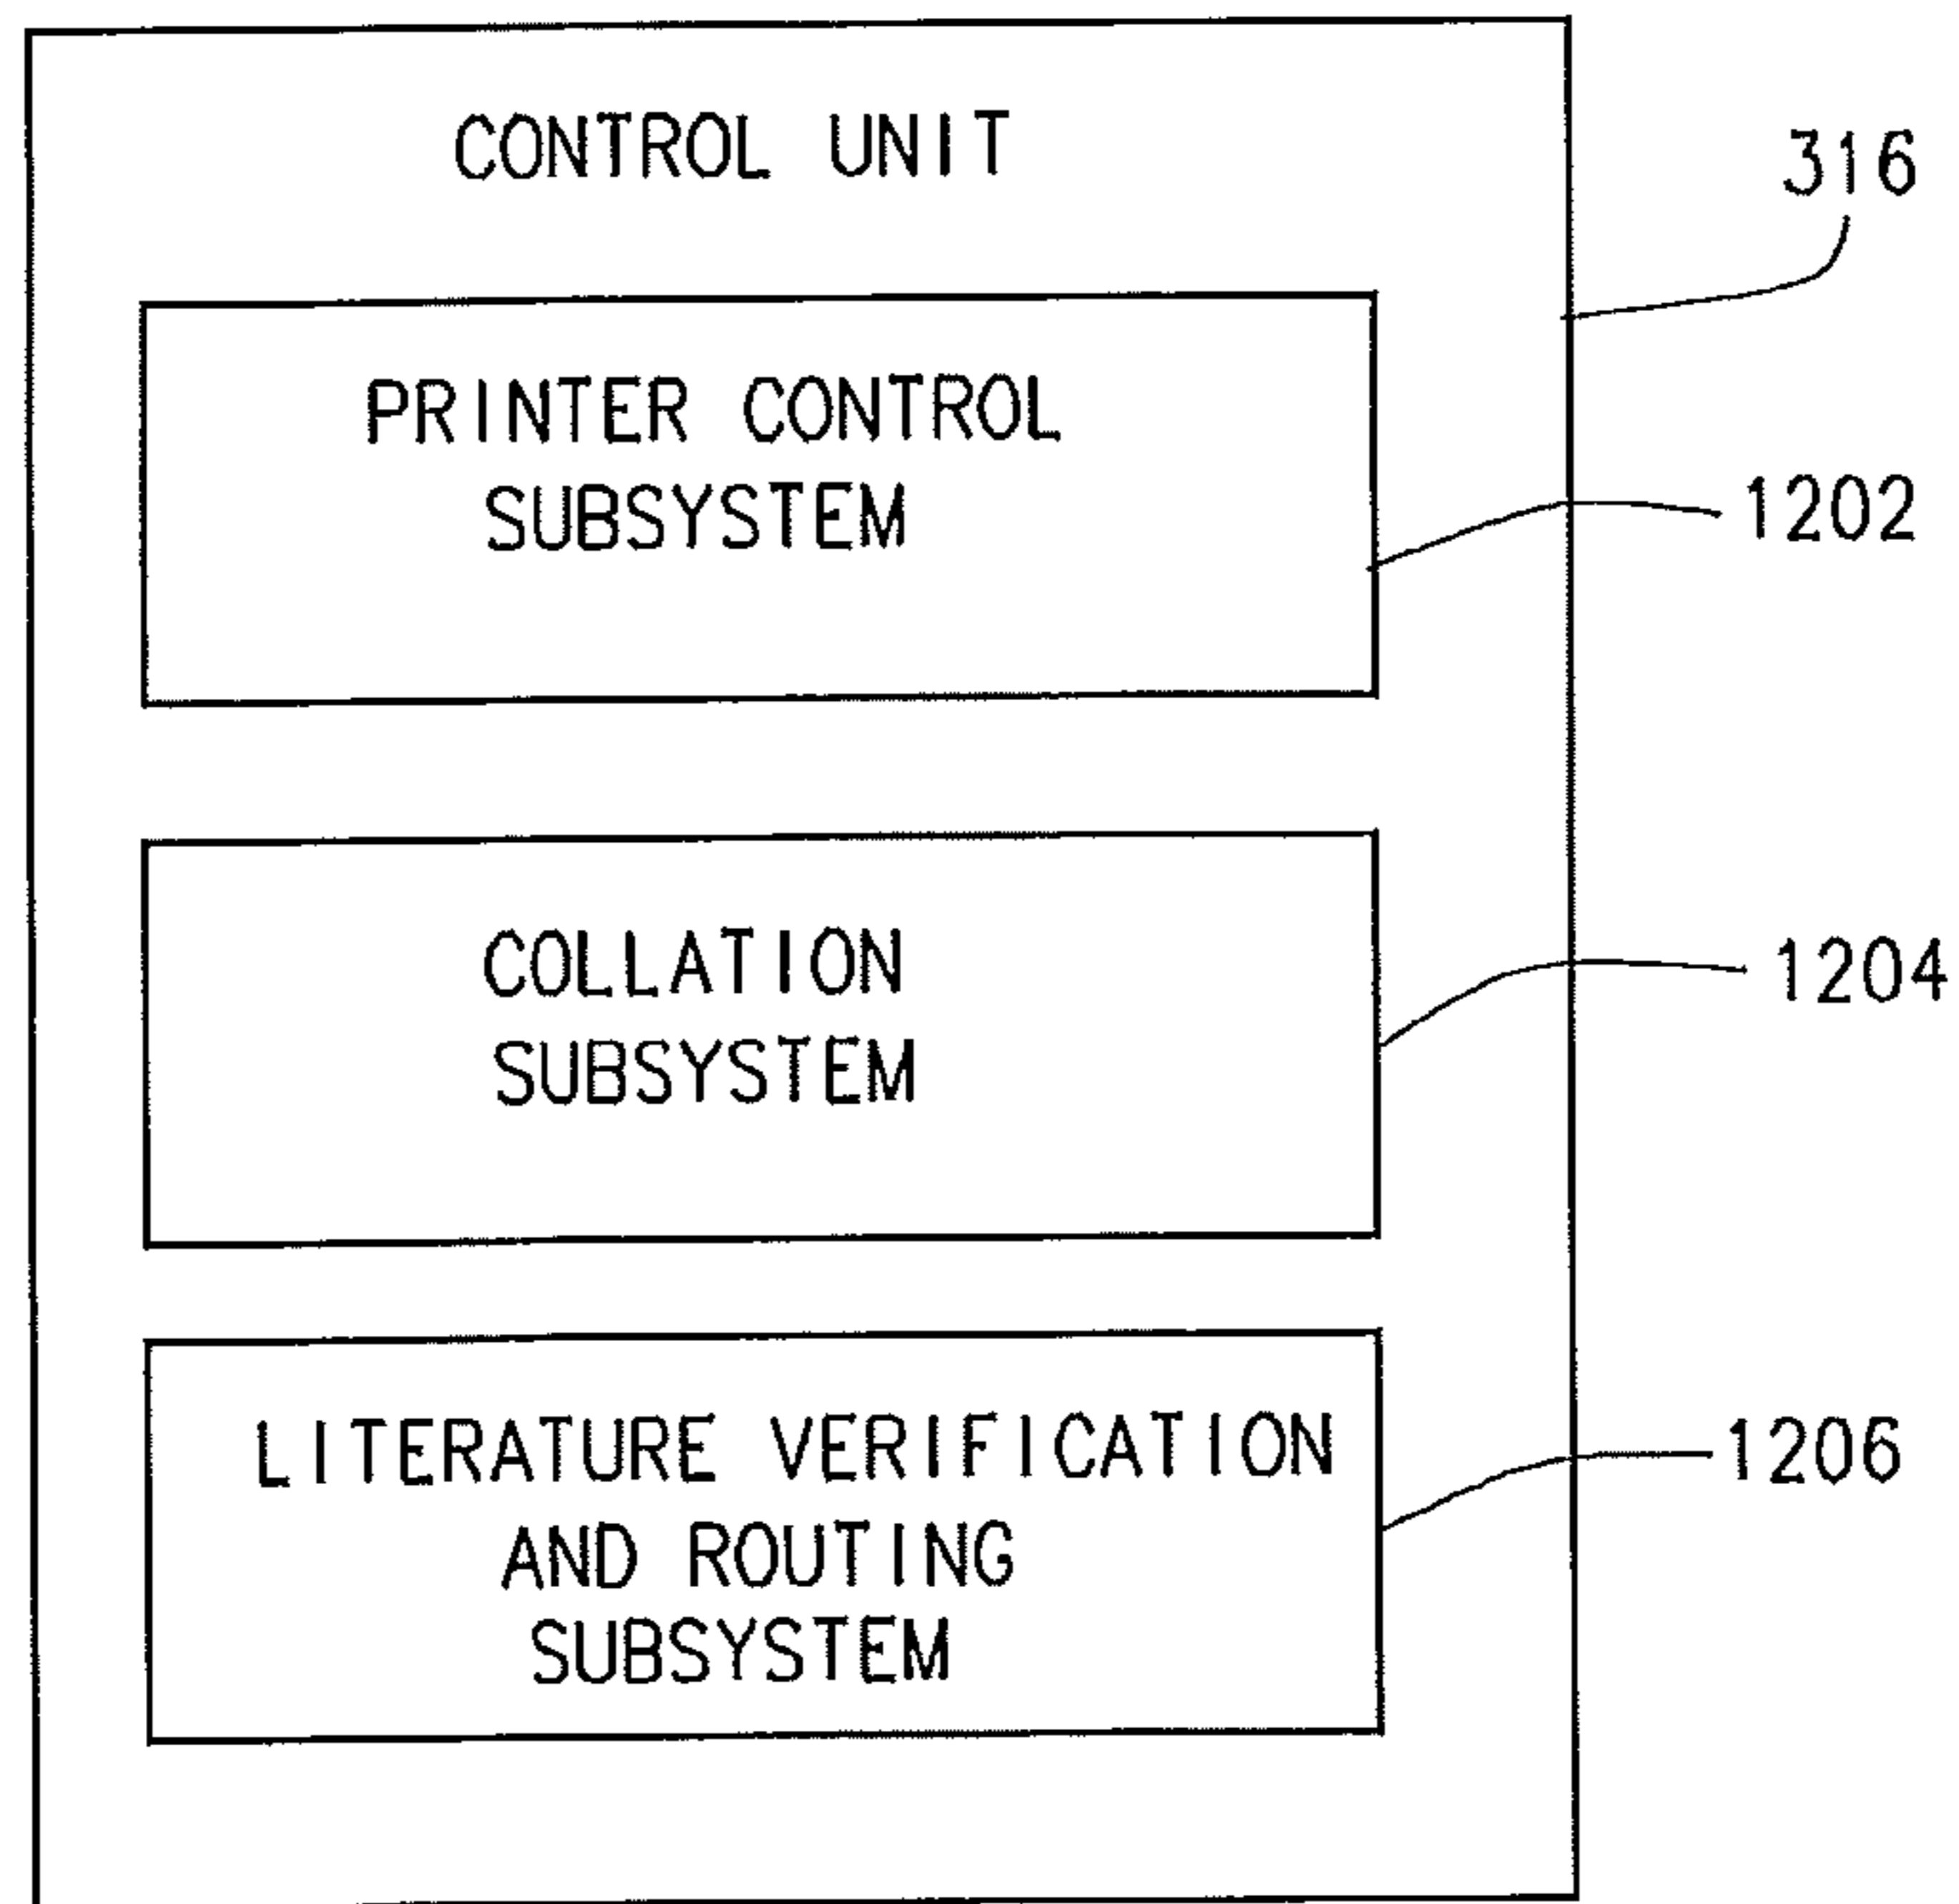 CONTROL UNIT
316
PRINTER CONTROL
SUBSYSTEM
1202
COLLATION
SUBSYSTEM
1204
LITERATURE VERIFICATION
AND ROUTING
SUBSYSTEM
1206